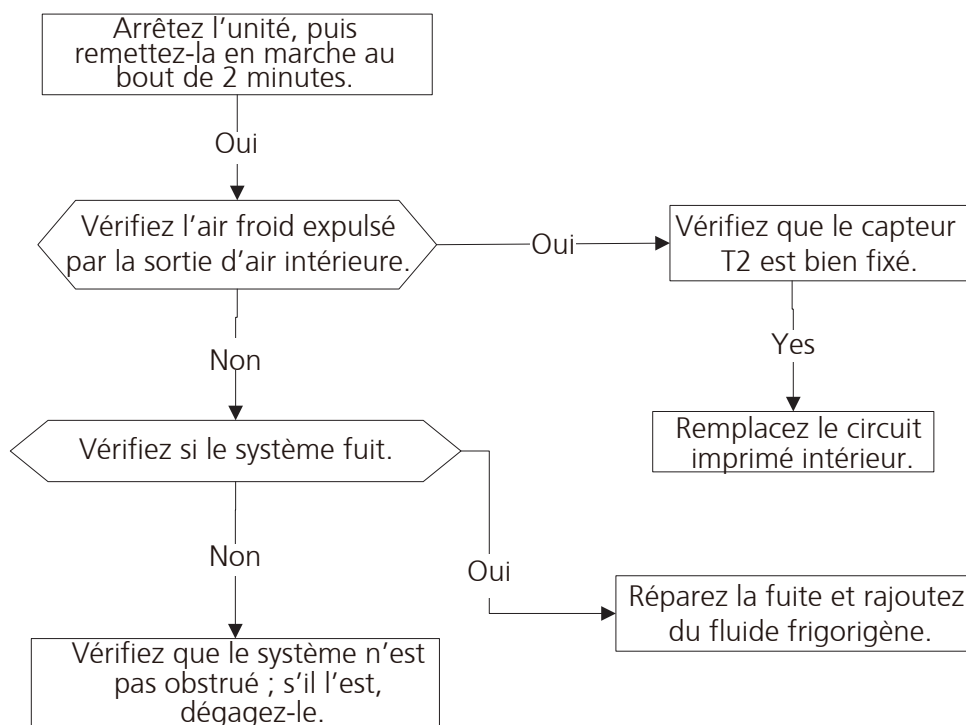 Arrêtez l’unité, puis
remettez-la en marche au
bout de 2 minutes.
Oui
Vérifiez l’air froid expulsé
par la sortie d’air intérieure.
Oui
Vérifiez que le capteur
T2 est bien fixé.
Non
Yes
Vérifiez si le système fuit.
Remplacez le circuit
imprimé intérieur.
Non
Oui
Réparez la fuite et rajoutez
du fluide frigorigène.
Vérifiez que le système n’est
pas obstrué ; s’il l’est,
dégagez-le.